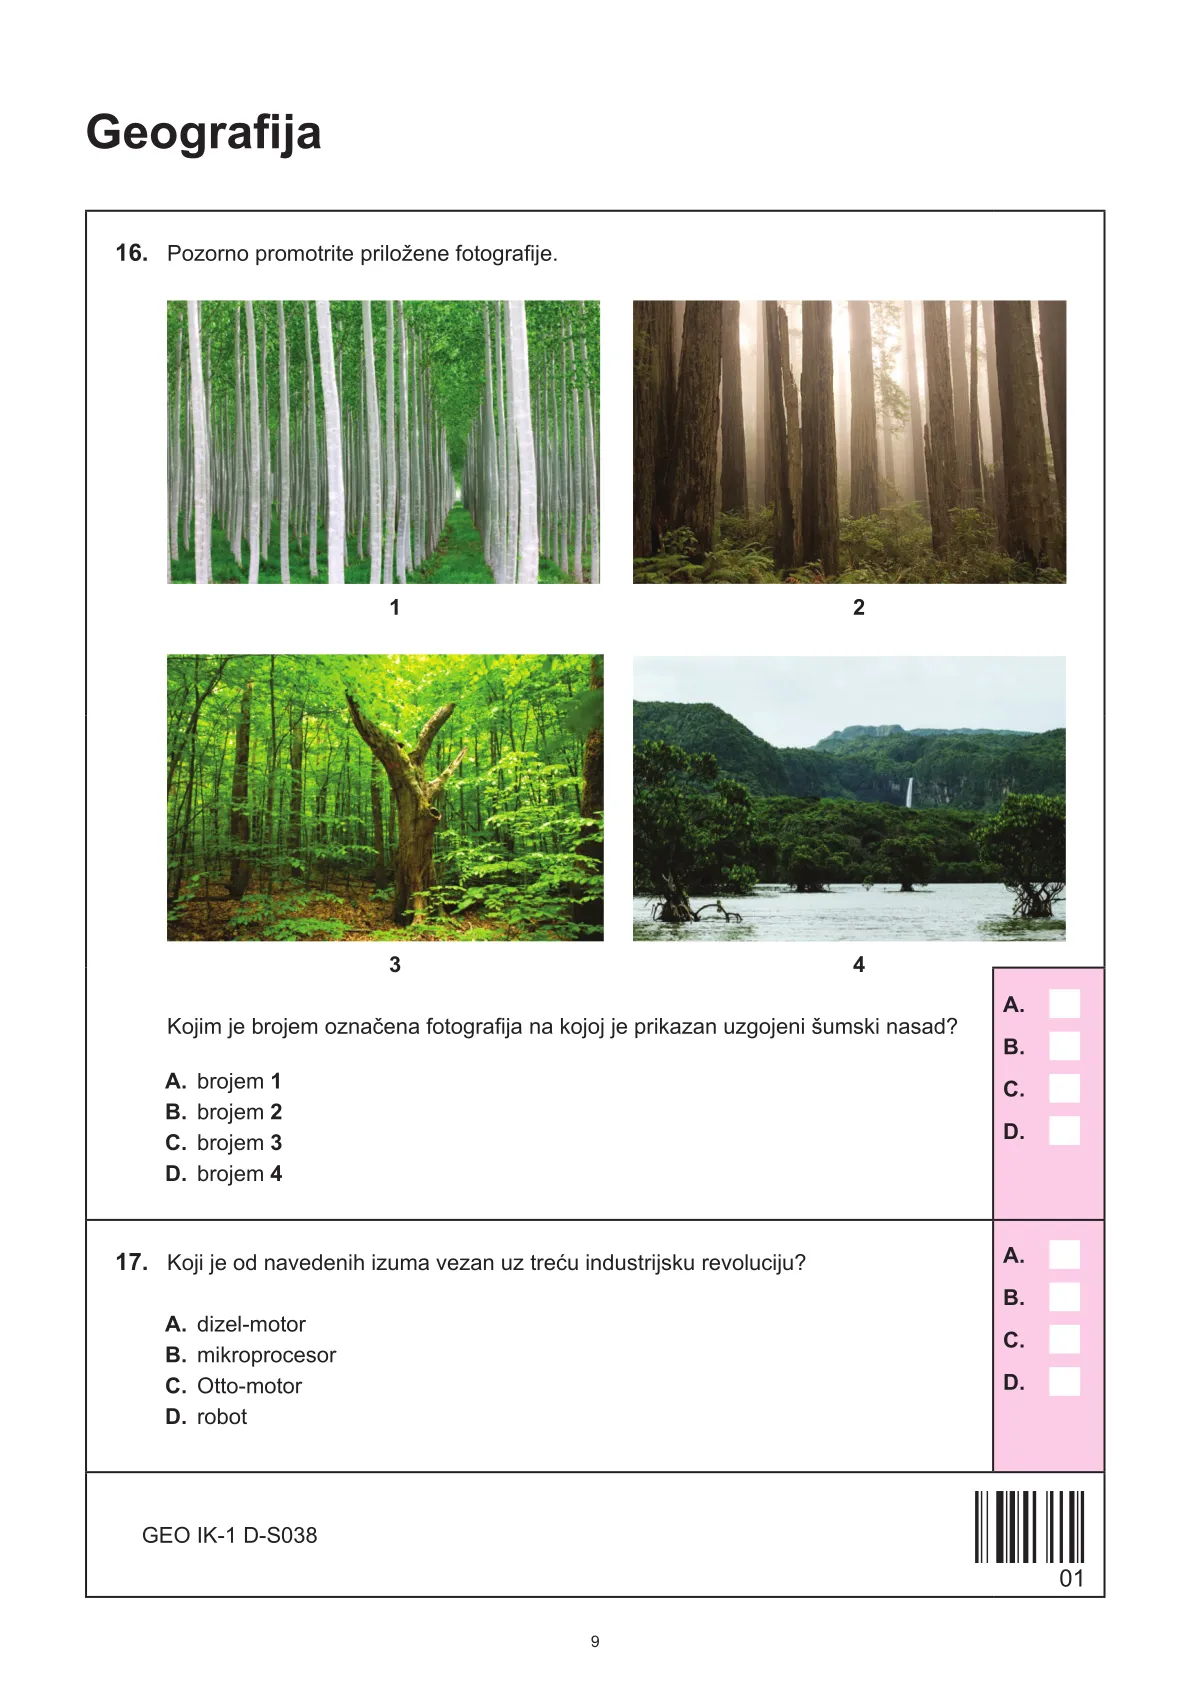 Geografija
16. Pozorno promotrite priložene fotografije.
1
2
3
4
Kojim je brojem označena fotografija na kojoj je prikazan uzgojeni šumski nasad?
A. brojem 1
B. brojem 2
C. brojem 3
D. brojem 4
A.
B.
C.
D.
17. Koji je od navedenih izuma vezan uz treću industrijsku revoluciju?
A. dizel-motor
B. mikroprocesor
C. Otto-motor
D. robot
A.
B.
C.
D.
GEO IK-1 D-S038
01
9